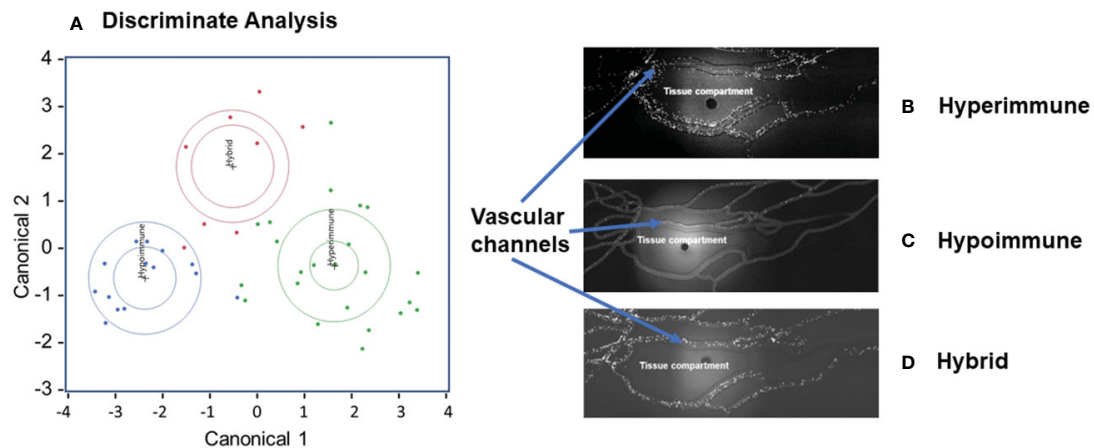 A Discriminate Analysis
4
3
2
1
0
-1
-2
-3
Canonical 2
Hybrid
Hypoimmune
Hyperimmune
-4 -3 -2 -1 0 1 2 3 4
Canonical 1
Vascular
channels
Tissue compartment
B Hyperimmune
Tissue compartment
C Hypoimmune
Tissue compartment
D Hybrid